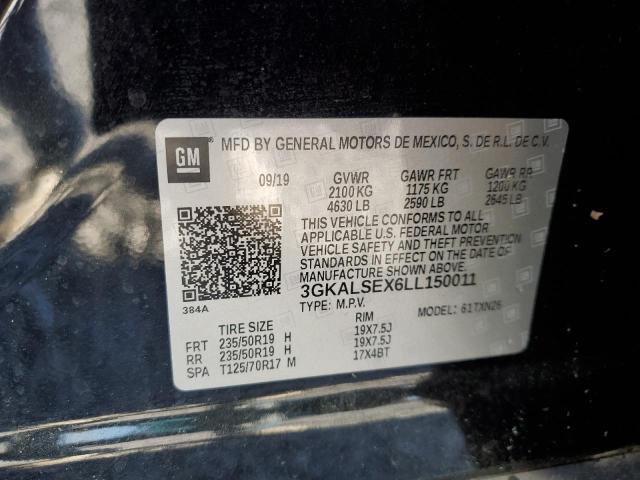 GM
MFD BY GENERAL MOTORS DE MEXICO, S. DE R.L. DE C.V.
09/19 GVWR GAWR FRT GAWR RR
2100 KG 1175 KG 1200 KG
4630 LB 2590 LB 2645 LB
THIS VEHICLE CONFORMS TO ALL
APPLICABLE U.S. FEDERAL MOTOR
VEHICLE SAFETY AND THEFT PREVENTION
STANDARDS IN EFFECT ON THE DATE OF
MANUFACTURE SHOWN ABOVE.
3GKALSEX6LL150011
384A
TYPE: M.P.V. MODEL: 61TXN26
TIRE SIZE RIM
FRT 235/50R19 H 19X7.5J
RR 235/50R19 H 19X7.5J
SPA T125/70R17 M 17X4BT